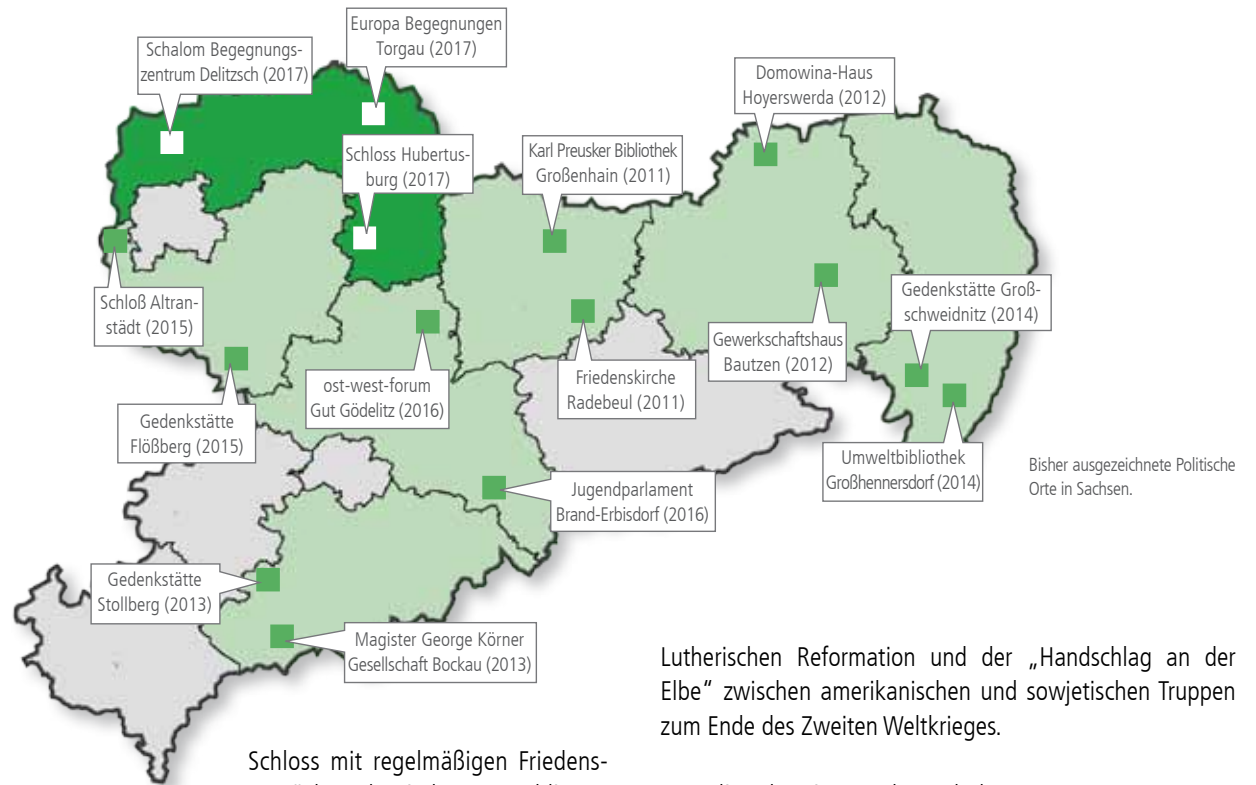 Europa Begegnungen
Torgau (2017)
Schalom Begegnungs-
zentrum Delitzsch (2017)
Domowina-Haus
Hoyerswerda (2012)
Schloss Hubertus-
burg (2017)
Karl Preusker Bibliothek
Großenhain (2011)
Schloß Altran-
städt (2015)
Gedenkstätte Groß-
schweidnitz (2014)
Gewerkschaftshaus
Bautzen (2012)
Friedenskirche
Radebeul (2011)
ost-west-forum
Gut Gödelitz (2016)
Gedenkstätte
Flößberg (2015)
Umweltbibliothek
Großhennersdorf (2014)
Bisher ausgezeichnete Politische
Orte in Sachsen.
Jugendparlament
Brand-Erbisdorf (2016)
Gedenkstätte
Stollberg (2013)
Magister George Körner
Gesellschaft Bockau (2013)
Lutherischen Reformation und der „Handschlag an der
Elbe“ zwischen amerikanischen und sowjetischen Truppen
zum Ende des Zweiten Weltkrieges.
Schloss mit regelmäßigen Friedens-